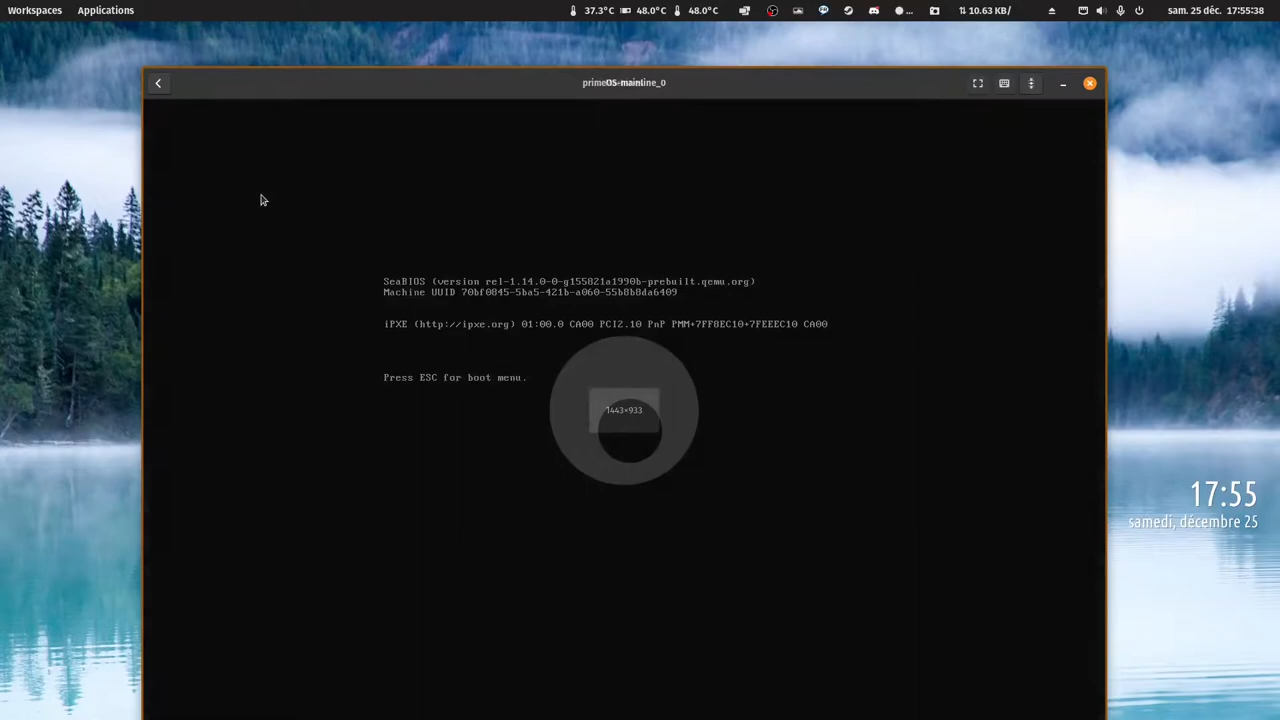 Workspaces Applications 37.3°C 48.0°C 48.0°C ... 10.63 KB/ sam. 25 déc. 17:55:38
primeOS-mainline_0
SeaBIOS (version rel-1.14.0-0-g155821a1990b-prebuilt.qemu.org)
Machine UUID 70bf0845-5ba5-421b-a060-55b8b8da6409
iPXE (http://ipxe.org) 01:00.0 CA00 PCI2.10 PnP PMM+7FF8EC10+7FEEEC10 CA00
Press ESC for boot menu.
1443×933
17:55
samedi, décembre 25